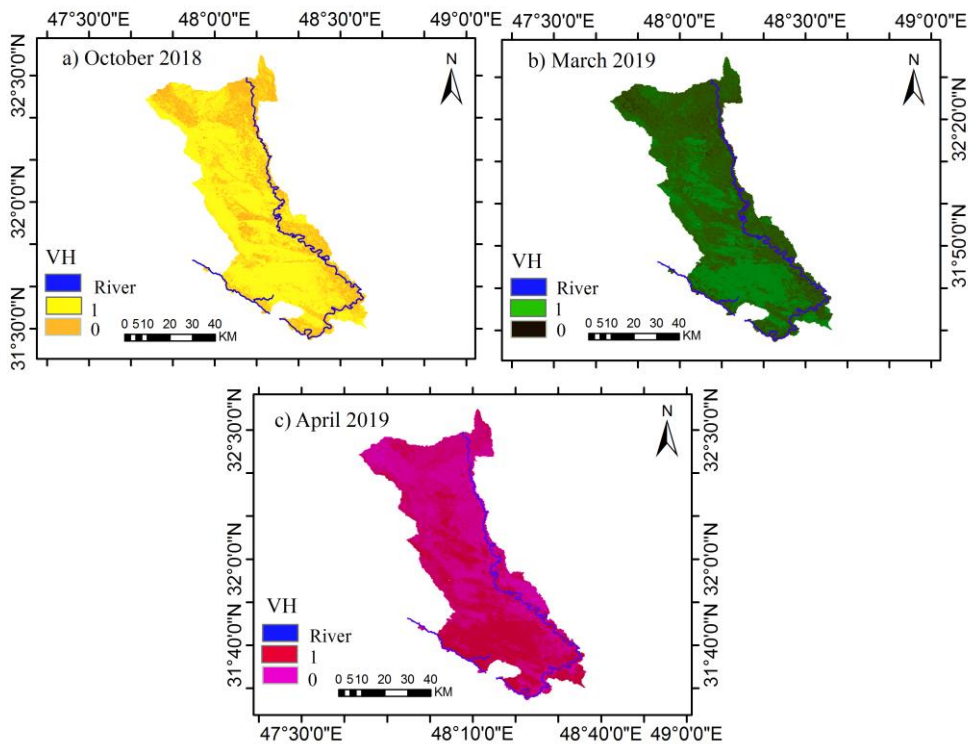 47°30'0"E 48°0'0"E 48°30'0"E 49°0'0"E
a) October 2018
N
32°30'0"N
32°0'0"N
31°30'0"N
VH
River
1
0
0 510 20 30 40
KM
47°30'0"E 48°0'0"E 48°30'0"E 49°0'0"E
b) March 2019
N
32°20'0"N
31°50'0"N
VH
River
1
0
0 510 20 30 40
KM
c) April 2019
N
32°30'0"N
32°0'0"N
31°40'0"N
32°30'0"N
32°0'0"N
31°40'0"N
VH
River
1
0
0 510 20 30 40
KM
47°30'0"E 48°10'0"E 48°40'0"E 49°0'0"E